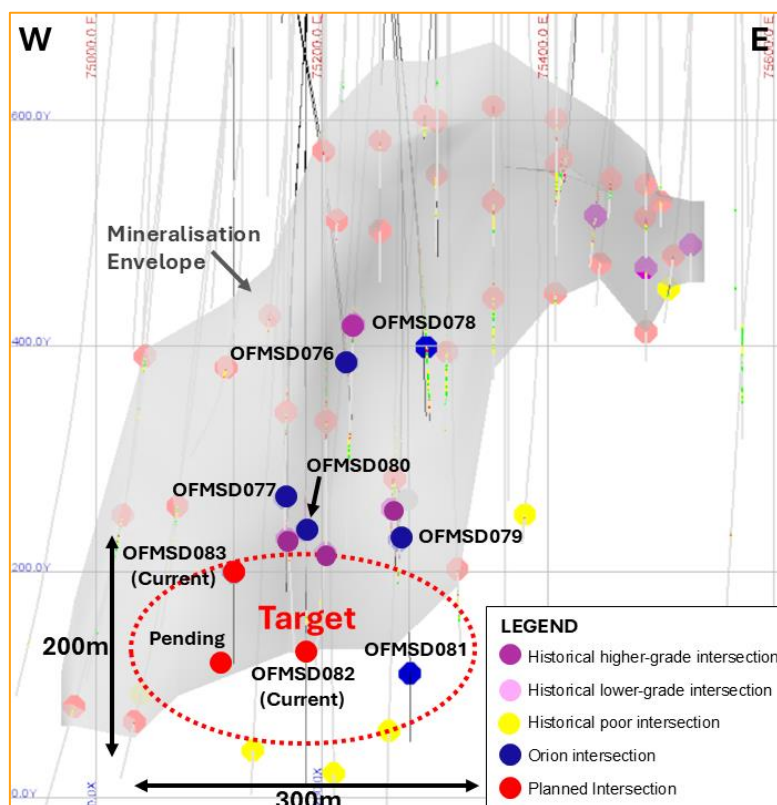 W
E
75000.0 E
75200.0 E
75400.0 E
600.0Y
Mineralisation
Envelope
OFMSD078
400.0Y
OFMSD076
OFMSD080
OFMSD077
OFMSD079
OFMSD083
(Current)
200.0Y
Target
Pending
200m
OFMSD081
OFMSD082
(Current)
0.0Y
300m
LEGEND
Historical higher-grade intersection
Historical lower-grade intersection
Historical poor intersection
Orion intersection
Planned Intersection